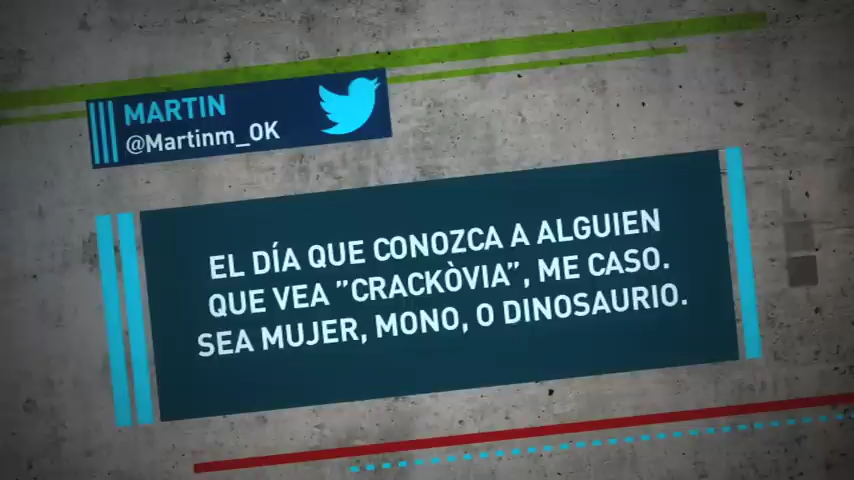 MARTIN
@Martinm_OK
EL DÍA QUE CONOZCA A ALGUIEN
QUE VEA "CRACKÒVIA", ME CASO.
SEA MUJER, MONO, O DINOSAURIO.